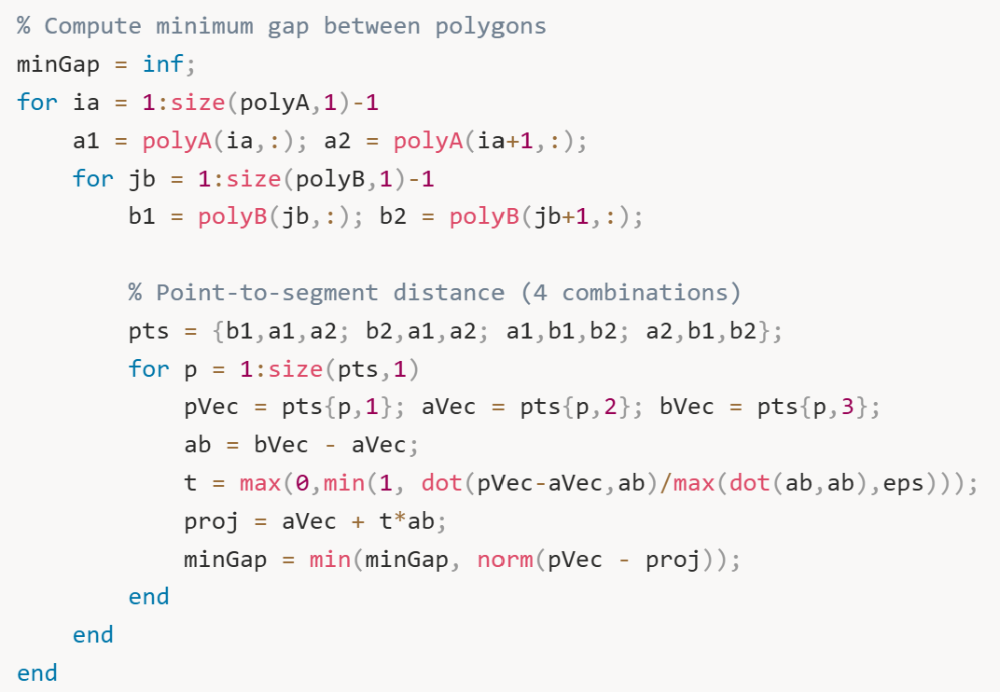 % Compute minimum gap between polygons
minGap = inf;
for ia = 1:size(polyA,1)-1
    a1 = polyA(ia,:); a2 = polyA(ia+1,:);
    for jb = 1:size(polyB,1)-1
        b1 = polyB(jb,:); b2 = polyB(jb+1,:);

        % Point-to-segment distance (4 combinations)
        pts = {b1,a1,a2; b2,a1,a2; a1,b1,b2; a2,b1,b2};
        for p = 1:size(pts,1)
            pVec = pts{p,1}; aVec = pts{p,2}; bVec = pts{p,3};
            ab = bVec - aVec;
            t = max(0,min(1, dot(pVec-aVec,ab)/max(dot(ab,ab),eps)));
            proj = aVec + t*ab;
            minGap = min(minGap, norm(pVec - proj));
        end
    end
end